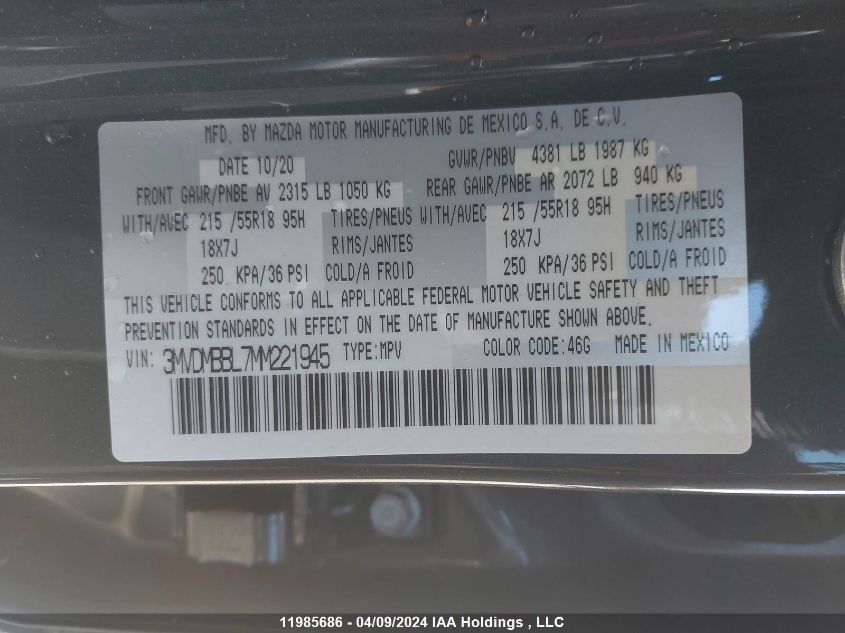 MFD. BY MAZDA MOTOR MANUFACTURING DE MEXICO S.A. DE C.V.
DATE 10/20 GVWR/PNBV 4381 LB 1987 KG
FRONT GAWR/PNBE AV 2315 LB 1050 KG REAR GAWR/PNBE AR 2072 LB 940 KG
WITH/AVEC 215 /55R18 95H TIRES/PNEUS WITH/AVEC 215 /55R18 95H TIRES/PNEUS
18X7J RIMS/JANTES 18X7J RIMS/JANTES
250 KPA/36 PSI COLD/A FROID 250 KPA/36 PSI COLD/A FROID
THIS VEHICLE CONFORMS TO ALL APPLICABLE FEDERAL MOTOR VEHICLE SAFETY AND THEFT
PREVENTION STANDARDS IN EFFECT ON THE DATE OF MANUFACTURE SHOWN ABOVE.
VIN: 3MVDMBBL7MM221945 TYPE:MPV COLOR CODE:46G MADE IN MEXICO
11985686 - 04/09/2024 IAA Holdings , LLC